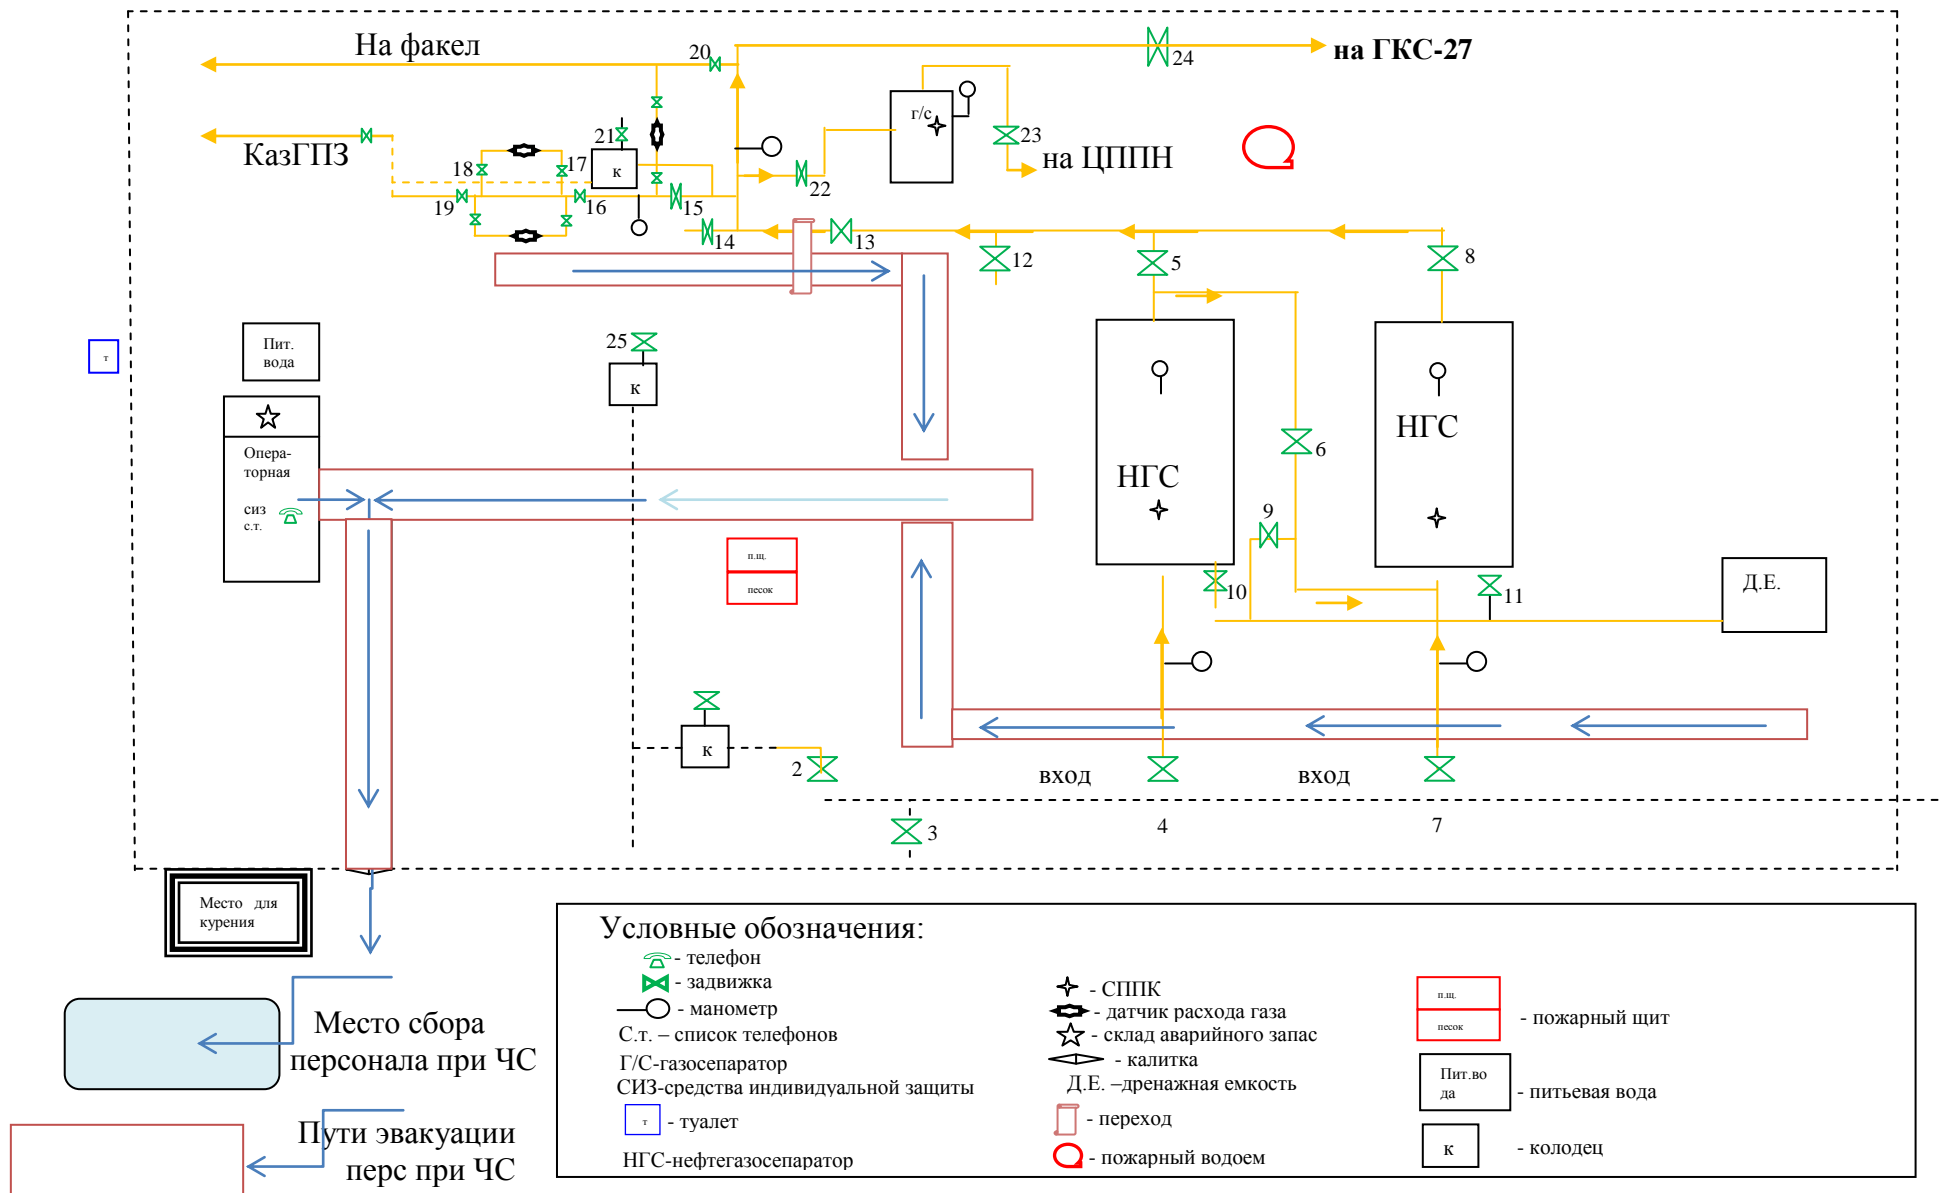 На факел
20
24
на ГКС-27
г/с
21
23
КазГПЗ
18
17
к
на ЦППН
22
19
16
15
14
13
12
5
8
Пит.
вода
25
т
к
НГС
Опера-
торная
6
НГС
сиз
с.т.
9
п.щ.
песок
10
11
Д.Е.
к
2
вход
вход
3
4
7
Место для
курения
Место сбора
персонала при ЧС
Пути эвакуации
перс при ЧС
Условные обозначения:
- телефон
- задвижка
- манометр
С.т. – список телефонов
Г/С-газосепаратор
СИЗ-средства индивидуальной защиты
т
- туалет
НГС-нефтегазосепаратор
- СППК
- датчик расхода газа
- склад аварийного запас
- калитка
Д.Е. –дренажная емкость
- переход
- пожарный водоем
п.щ.
песок
- пожарный щит
Пит.во
да
- питьевая вода
к
- колодец